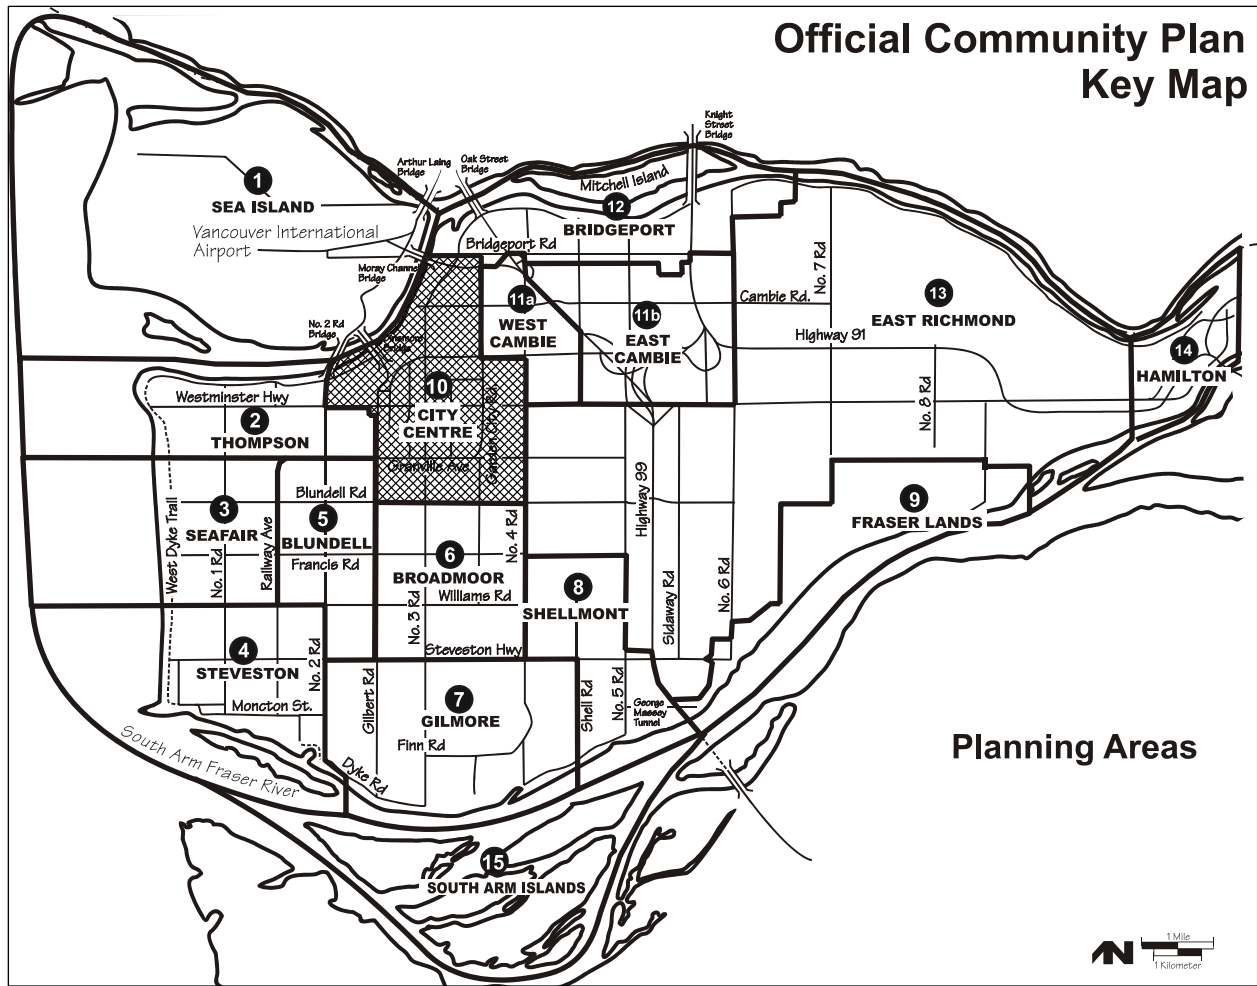 Official Community Plan
Key Map
Knight
Street
Bridge
Arthur Laing
Bridge
Oak Street
Bridge
Mitchell Island
1
SEA ISLAND
12
BRIDGEPORT
Vancouver International
Airport
Bridgeport Rd
No. 7 Rd
Moray Channel
Bridge
11a
WEST
CAMBIE
11b
EAST
CAMBIE
Cambie Rd.
13
EAST RICHMOND
No. 2 Rd
Bridge
Dinsmore
Bridge
Highway 91
14
HAMILTON
10
CITY
CENTRE
Westminster Hwy
No. 8 Rd
2
THOMPSON
Garden City Rd
Granville Ave
Blundell Rd
Highway 99
9
FRASER LANDS
3
SEAFAIR
5
BLUNDELL
West Dyke Trail
No. 1 Rd
Railway Ave
Francis Rd
No. 4 Rd
6
BROADMOOR
Williams Rd
8
SHELLMONT
No. 3 Rd
Sidaway Rd
No. 6 Rd
4
STEVESTON
No. 2 Rd
Steveston Hwy
Moncton St.
Gilbert Rd
7
GILMORE
Shell Rd
No. 5 Rd
George
Massey
Tunnel
Finn Rd
Planning Areas
South Arm Fraser River
Dyke Rd
15
SOUTH ARM ISLANDS
N
1 Mile
1 Kilometer